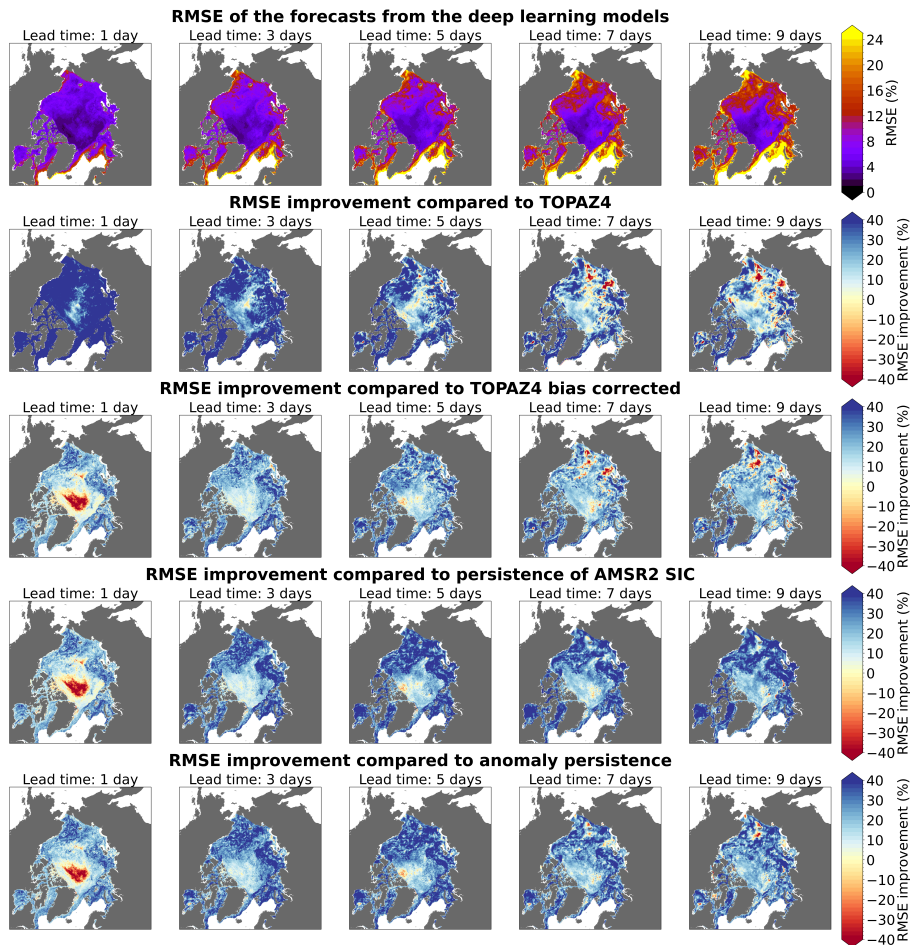 RMSE of the forecasts from the deep learning models
Lead time: 1 day Lead time: 3 days Lead time: 5 days Lead time: 7 days Lead time: 9 days
24
20
16
12
8
4
0
RMSE (%)
RMSE improvement compared to TOPAZ4
Lead time: 1 day Lead time: 3 days Lead time: 5 days Lead time: 7 days Lead time: 9 days
40
30
20
10
0
−10
−20
−30
−40
RMSE improvement (%)
RMSE improvement compared to TOPAZ4 bias corrected
Lead time: 1 day Lead time: 3 days Lead time: 5 days Lead time: 7 days Lead time: 9 days
40
30
20
10
0
−10
−20
−30
−40
RMSE improvement (%)
RMSE improvement compared to persistence of AMSR2 SIC
Lead time: 1 day Lead time: 3 days Lead time: 5 days Lead time: 7 days Lead time: 9 days
40
30
20
10
0
−10
−20
−30
−40
RMSE improvement (%)
RMSE improvement compared to anomaly persistence
Lead time: 1 day Lead time: 3 days Lead time: 5 days Lead time: 7 days Lead time: 9 days
40
30
20
10
0
−10
−20
−30
−40
RMSE improvement (%)